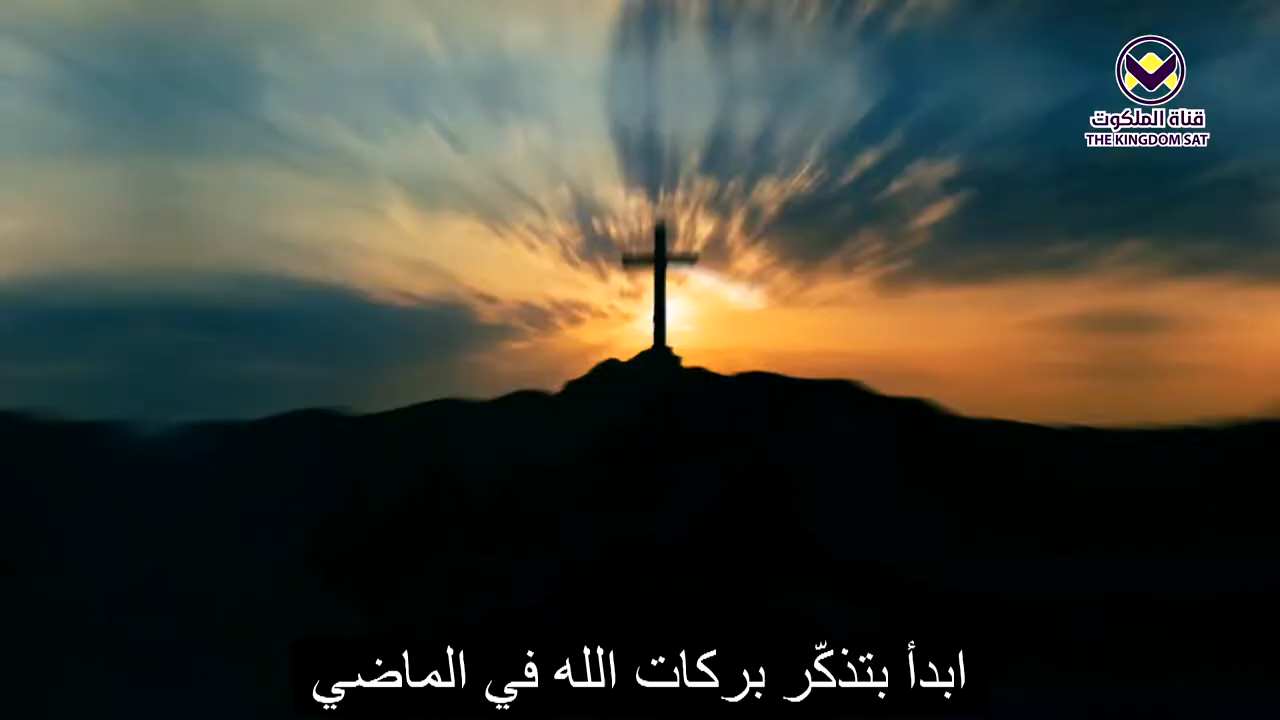 قناة الملكوت
THE KINGDOM SAT
ابدأ بتذكّر بركات الله في الماضي